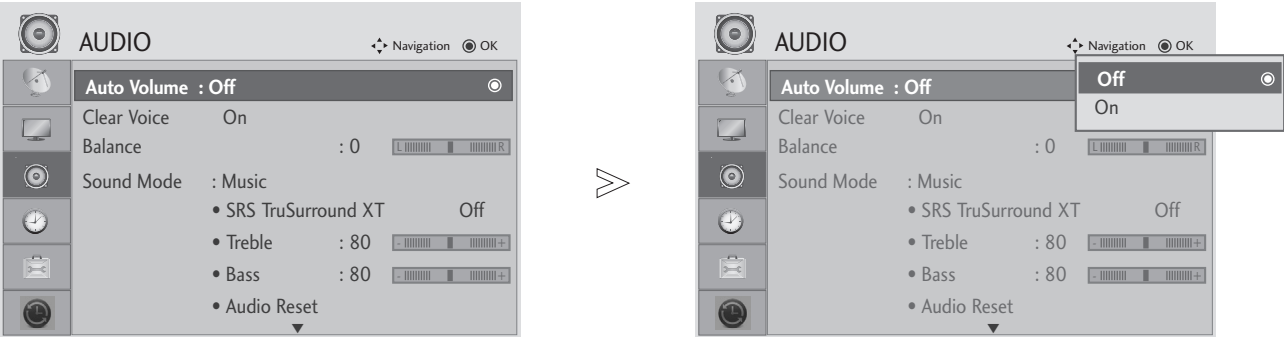 AUDIO
Navigation OK
Auto Volume : Off
Clear Voice On
Balance : 0 L R
Sound Mode : Music
• SRS TruSurround XT Off
• Treble : 80 - +
• Bass : 80 - +
• Audio Reset
AUDIO
Navigation OK
Auto Volume : Off
Off
On
Clear Voice On
Balance : 0 L R
Sound Mode : Music
• SRS TruSurround XT Off
• Treble : 80 - +
• Bass : 80 - +
• Audio Reset